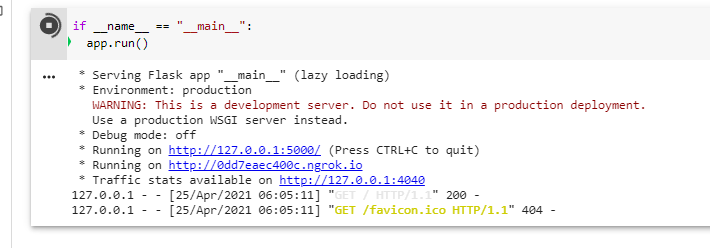 if __name__ == "__main__":
app.run()
* Serving Flask app "__main__" (lazy loading)
* Environment: production
WARNING: This is a development server. Do not use it in a production deployment.
Use a production WSGI server instead.
* Debug mode: off
* Running on http://127.0.0.1:5000/ (Press CTRL+C to quit)
* Running on http://0dd7eaec400c.ngrok.io
* Traffic stats available on http://127.0.0.1:4040
127.0.0.1 - - [25/Apr/2021 06:05:11] "GET / HTTP/1.1" 200 -
127.0.0.1 - - [25/Apr/2021 06:05:11] "GET /favicon.ico HTTP/1.1" 404 -